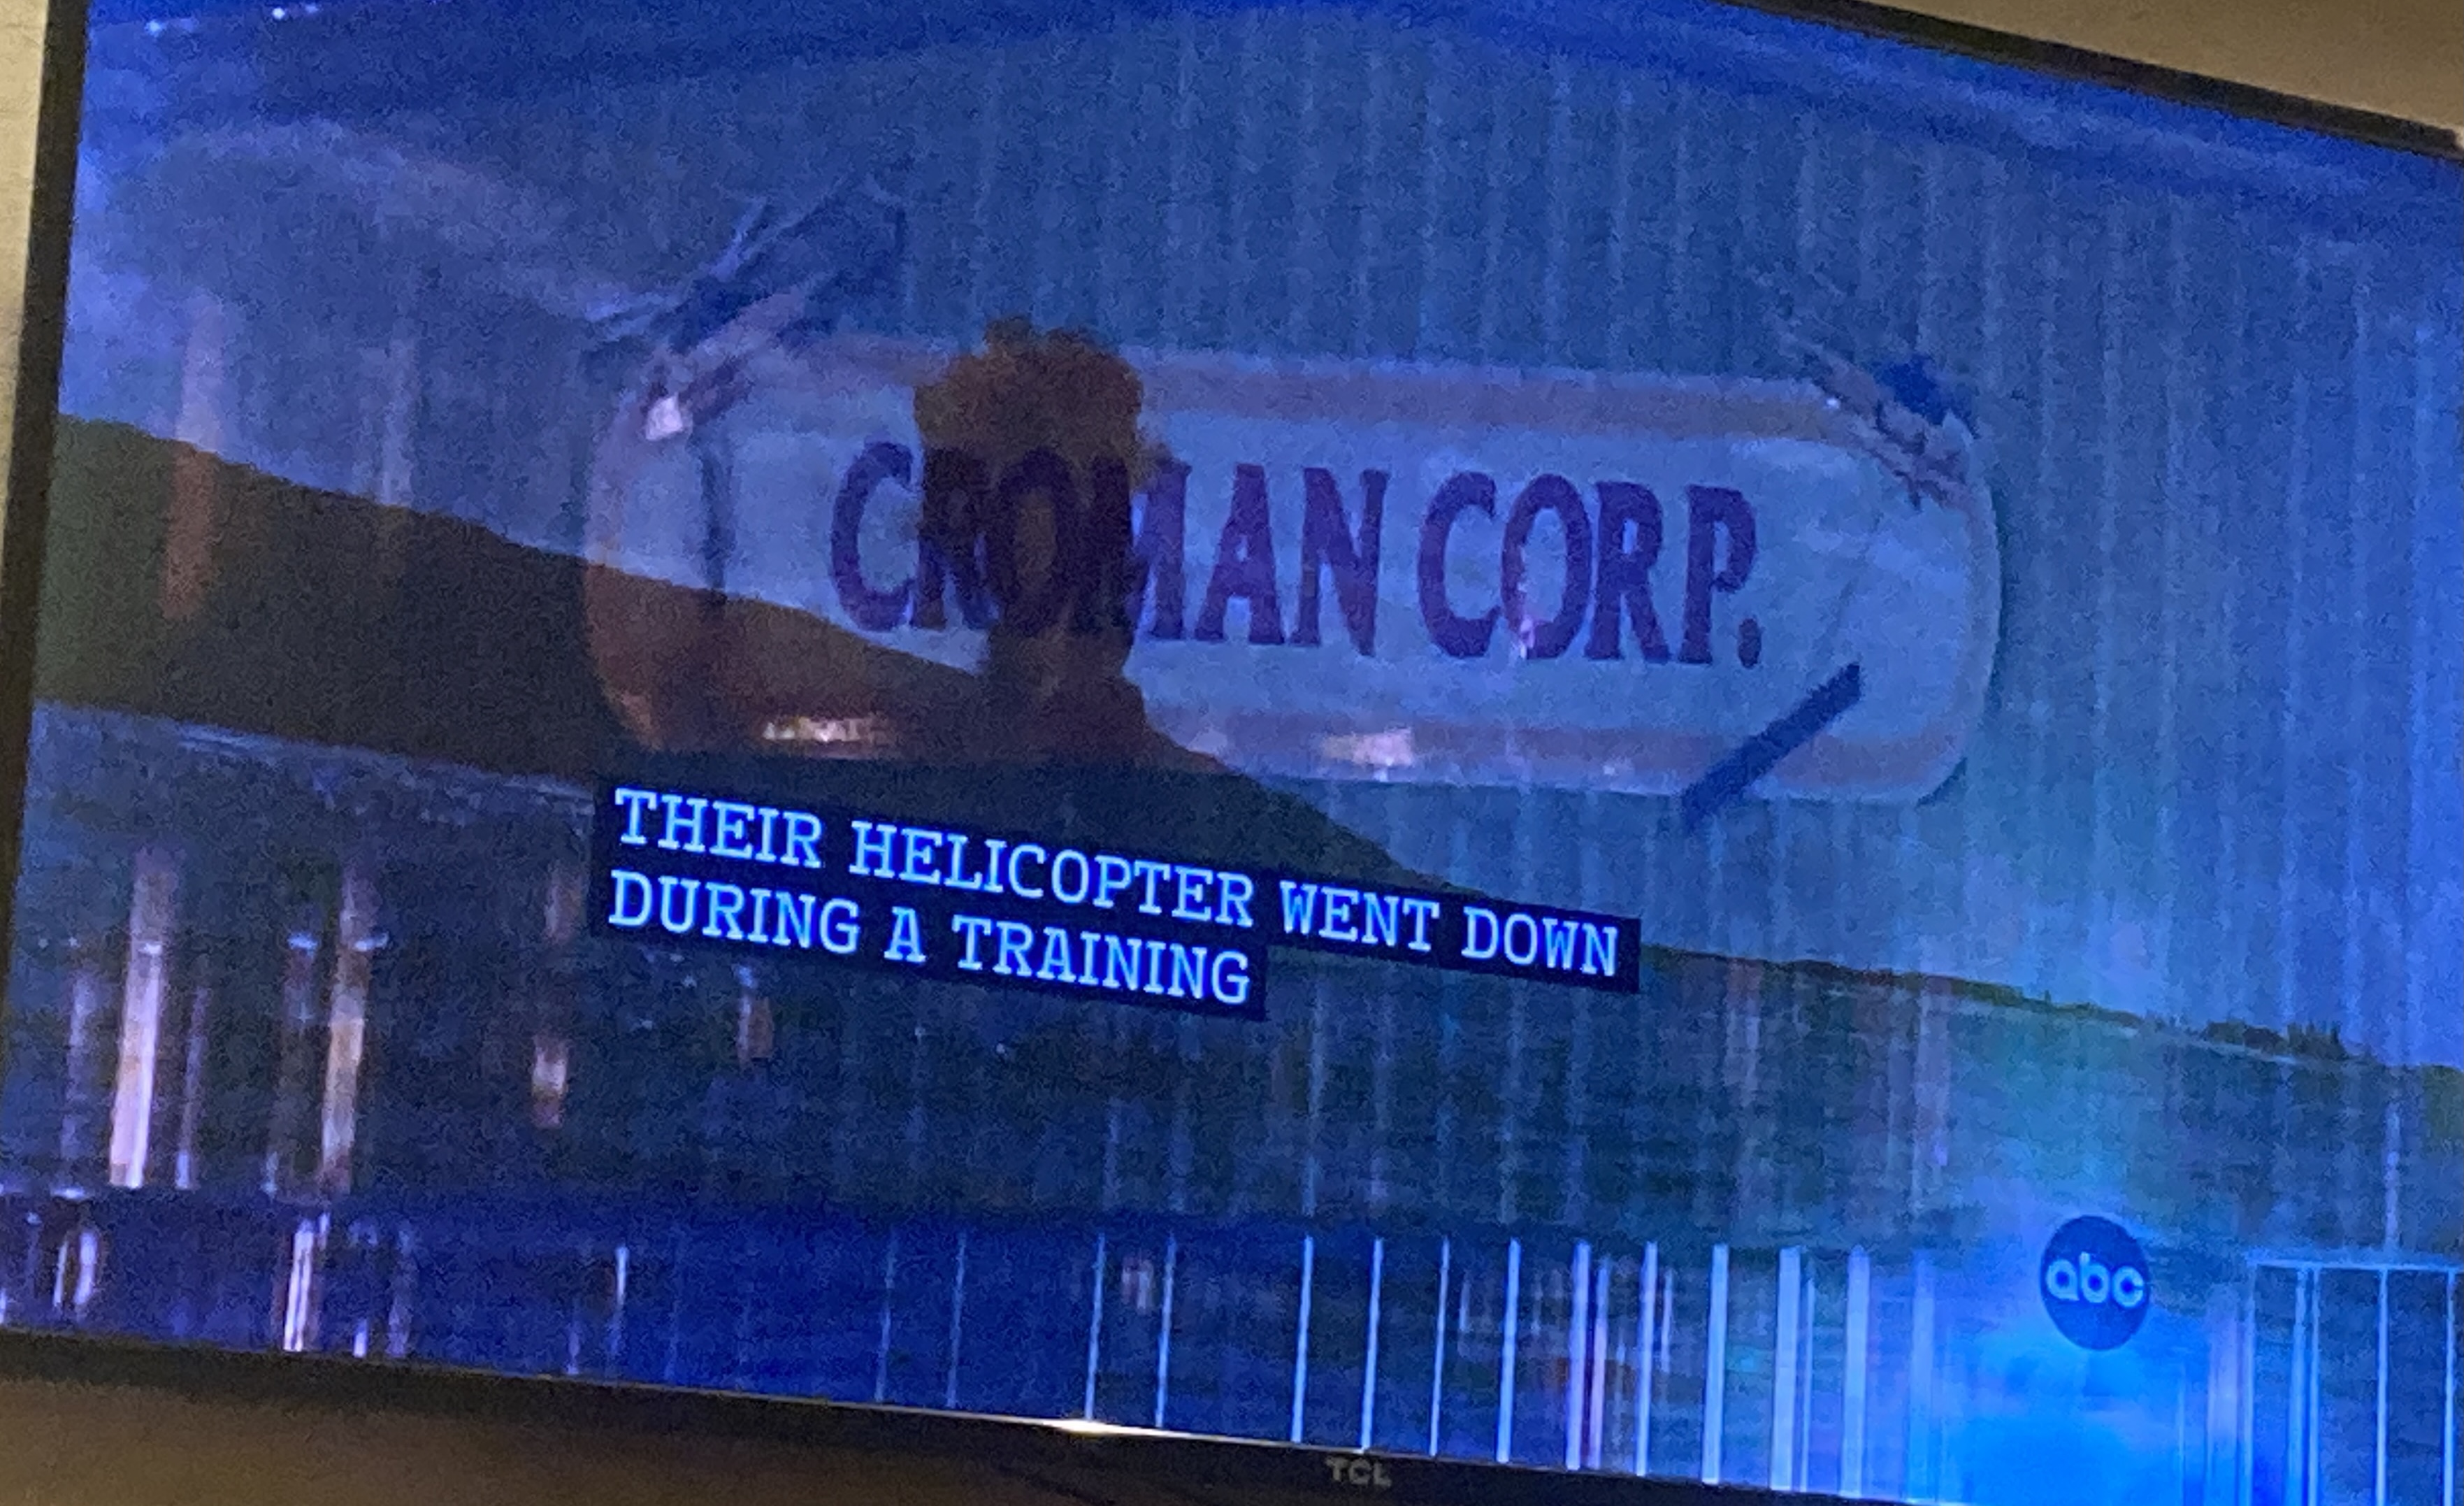 CROMAN CORP.
THEIR HELICOPTER WENT DOWN
DURING A TRAINING
abc
TCL